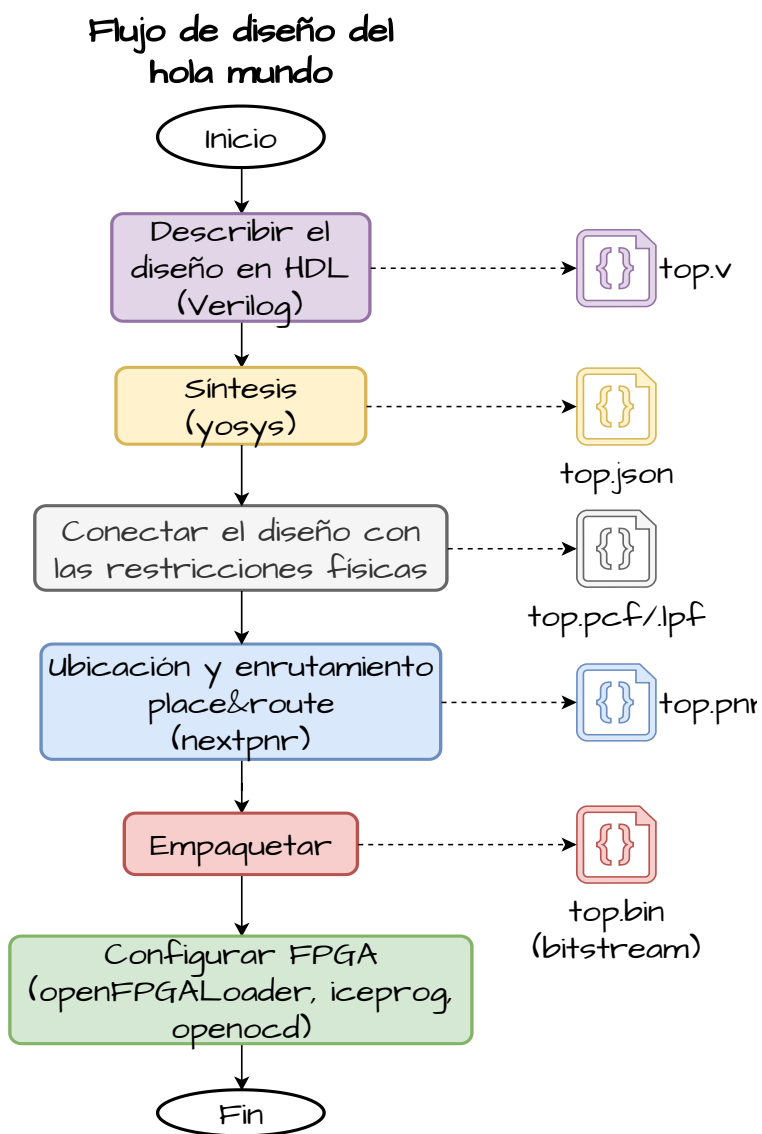 Flujo de diseño del
hola mundo
Inicio
Describir el
diseño en HDL
(Verilog)
{} top.v
Síntesis
(yosys)
{}
top.json
Conectar el diseño con
las restricciones físicas
{}
top.pcf/.lpf
Ubicación y enrutamiento
place&route
(nextpnr)
{} top.pnr
Empaquetar
{}
top.bin
(bitstream)
Configurar FPGA
(openFPGALoader, iceprog,
openocd)
Fin